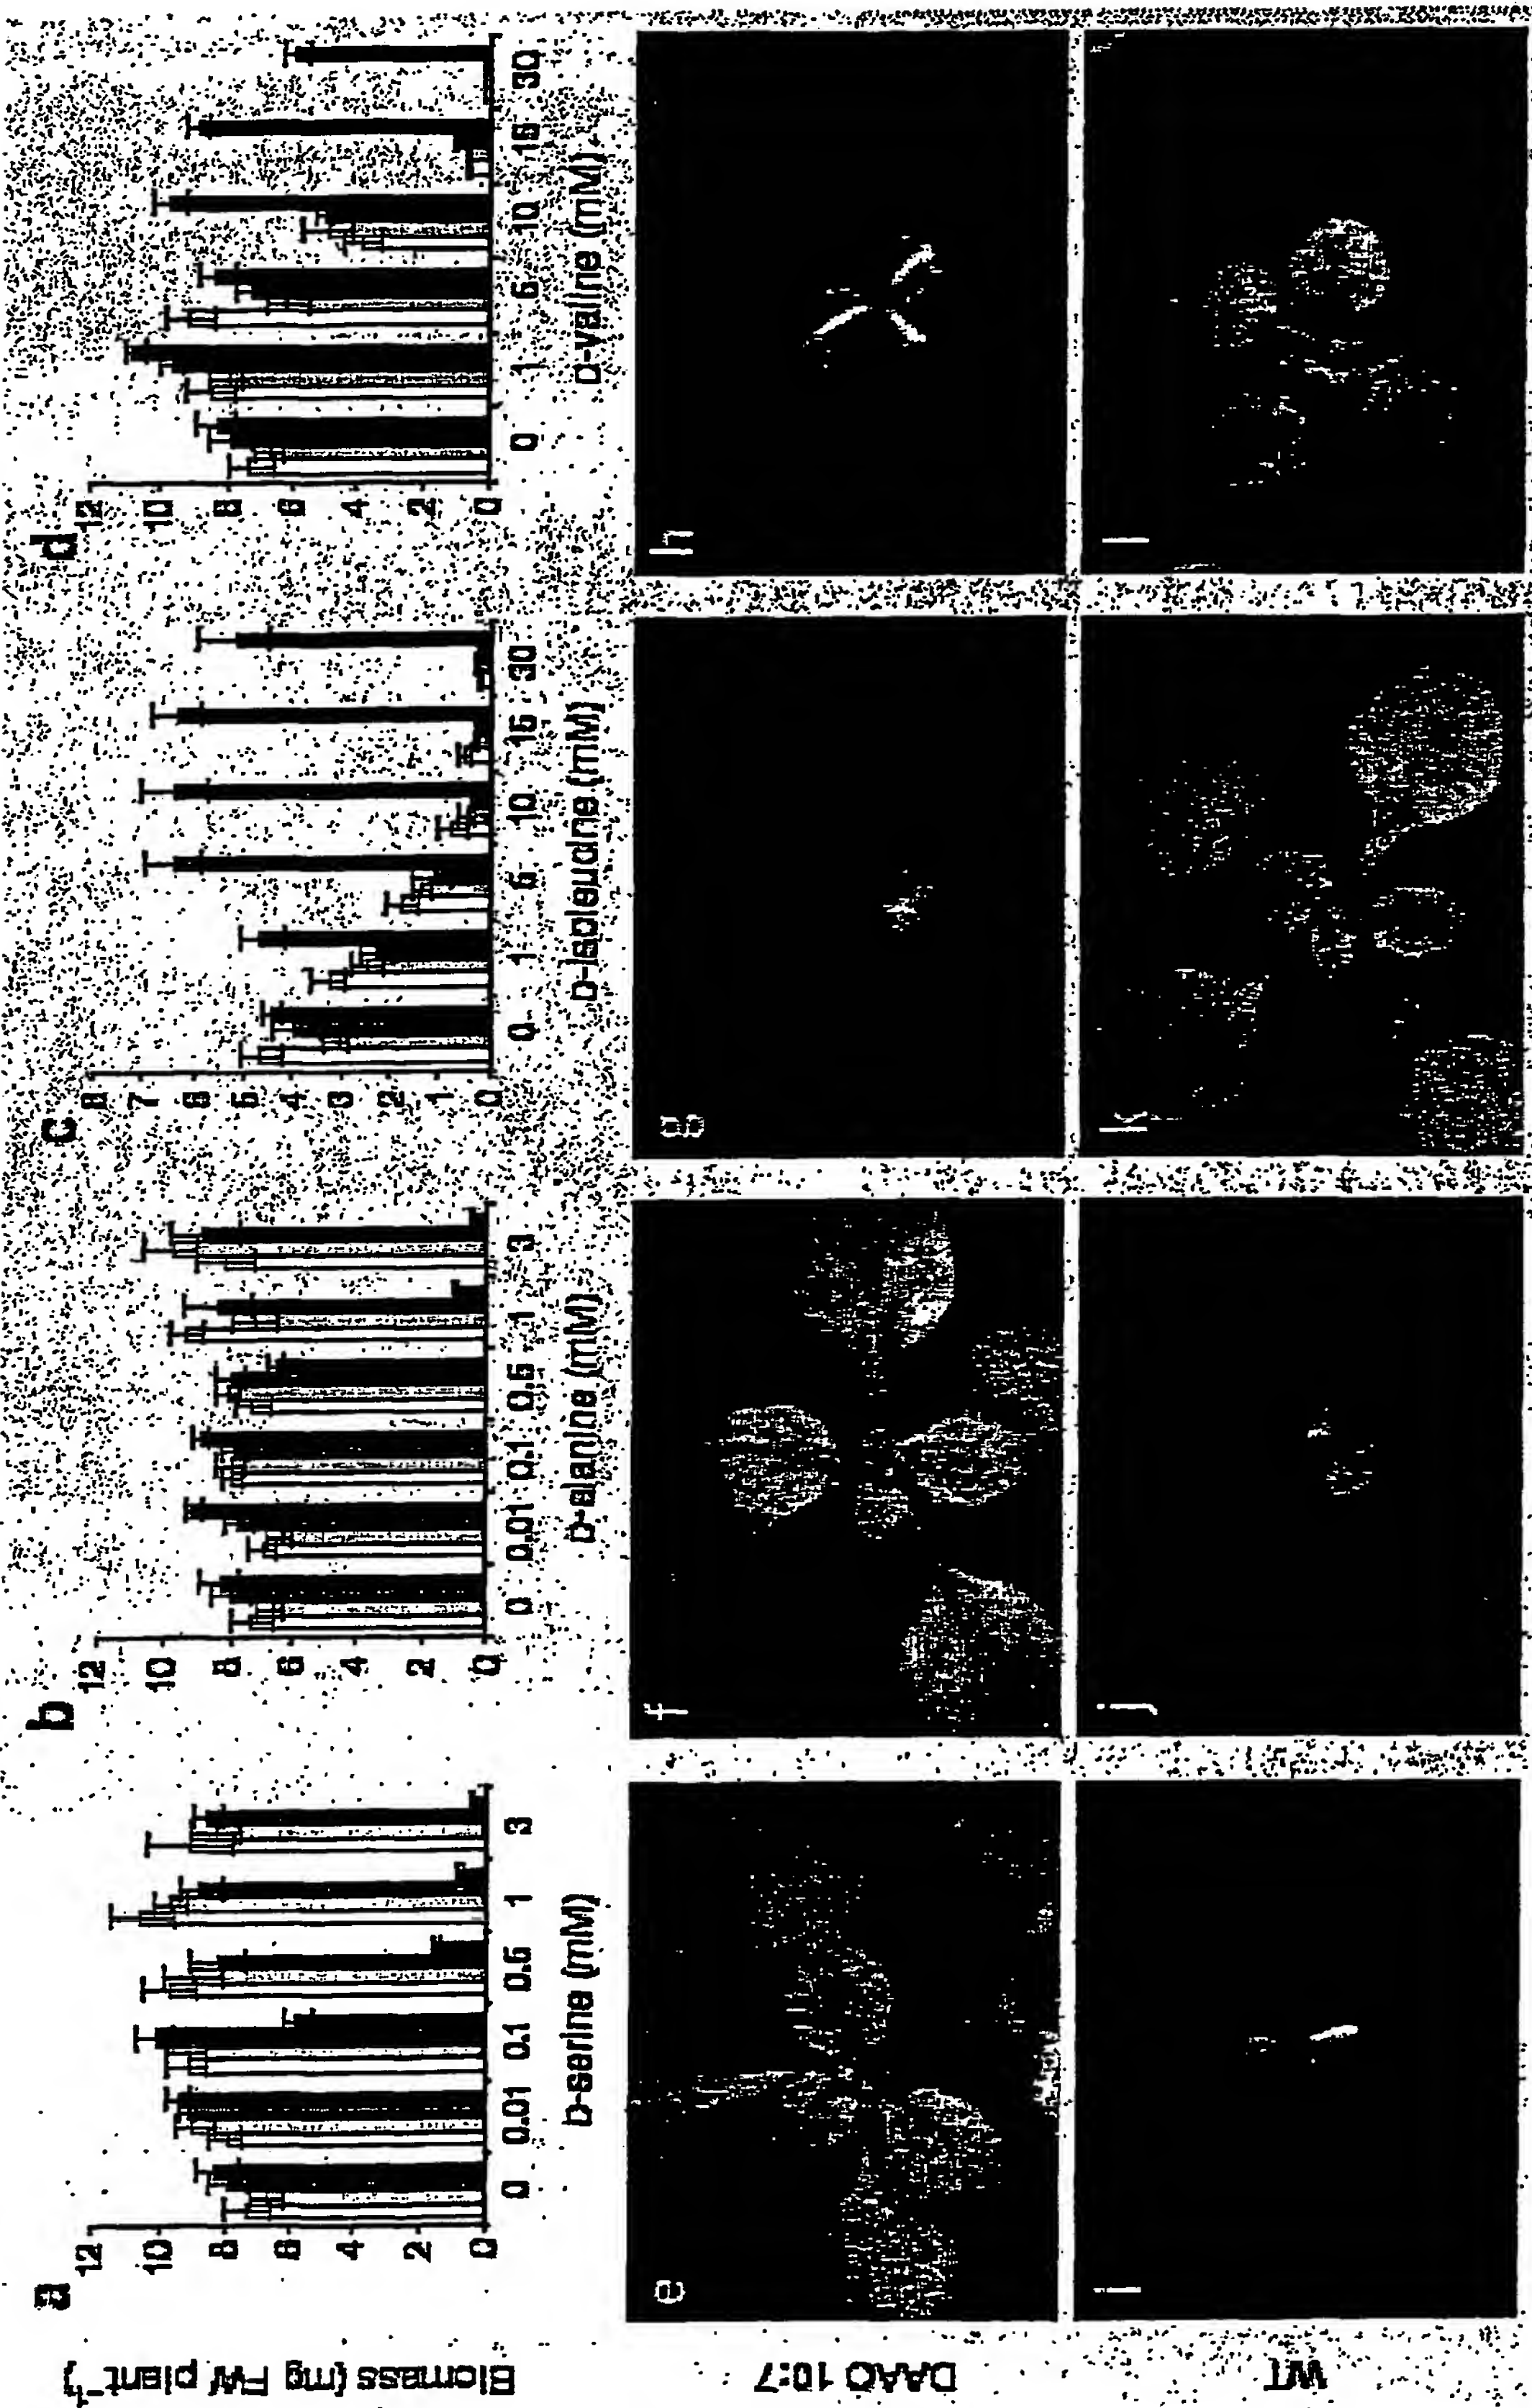 a
12
10
8
6
4
2
0
0 0.01 0.1 0.5 1 3
D-serine (mM)
b
12
10
8
6
4
2
0
0 0.01 0.1 0.5 1 3
D-alanine (mM)
c
8
7
6
5
4
3
2
1
0
0 1 5 10 15 30
D-isoleucine (mM)
d
12
10
8
6
4
2
0
0 1 5 10 15 30
D-valine (mM)
Biomass (mg FW plant⁻¹)
DAAO 10:7
e
f
g
h
WT
i
j
k
l